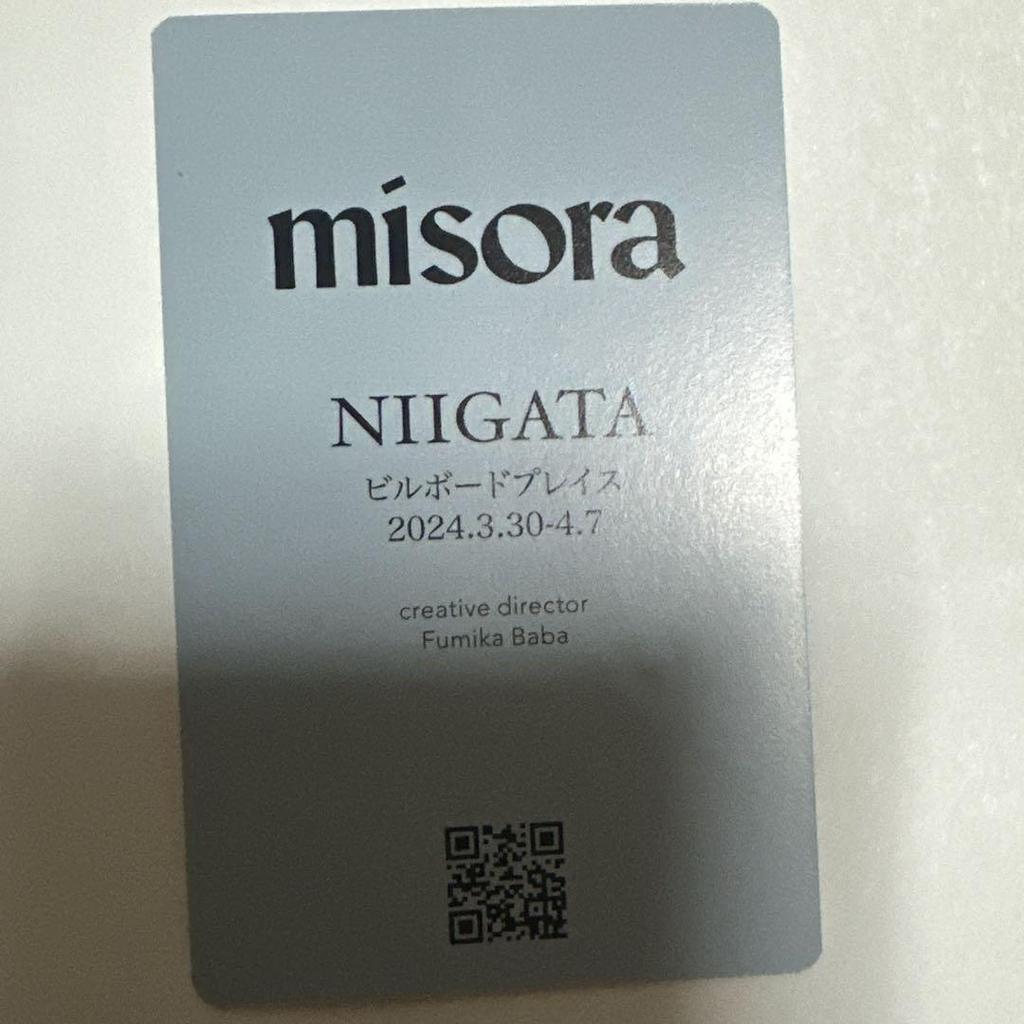 misora
NIIGATA
ビルボードプレイス
2024.3.30-4.7
creative director
Fumika Baba